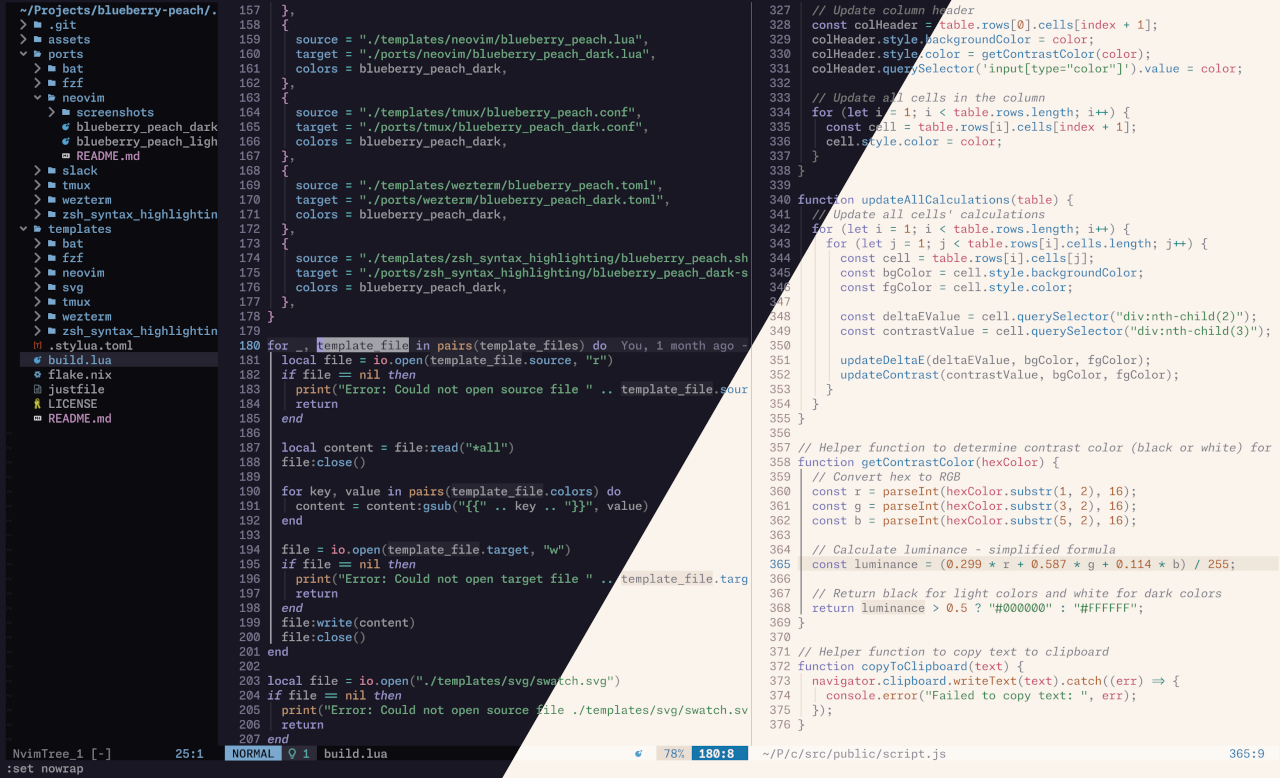 ~/Projects/blueberry-peach/.
.git
assets
ports
bat
fzf
neovim
screenshots
blueberry_peach_dark
blueberry_peach_ligh
README.md
slack
tmux
wezterm
zsh_syntax_highlightin
templates
bat
fzf
neovim
svg
tmux
wezterm
zsh_syntax_highlightin
.stylua.toml
build.lua
flake.nix
justfile
LICENSE
README.md
NvimTree_1 [-] 25:1
157 },
158 {
159 source = "./templates/neovim/blueberry_peach.lua",
160 target = "./ports/neovim/blueberry_peach_dark.lua",
161 colors = blueberry_peach_dark,
162 },
163 {
164 source = "./templates/tmux/blueberry_peach.conf",
165 target = "./ports/tmux/blueberry_peach_dark.conf",
166 colors = blueberry_peach_dark,
167 },
168 {
169 source = "./templates/wezterm/blueberry_peach.toml",
170 target = "./ports/wezterm/blueberry_peach_dark.toml",
171 colors = blueberry_peach_dark,
172 },
173 {
174 source = "./templates/zsh_syntax_highlighting/blueberry_peach.sh
175 target = "./ports/zsh_syntax_highlighting/blueberry_peach_dark-s
176 colors = blueberry_peach_dark,
177 },
178 }
179
180 for _, template_file in pairs(template_files) do You, 1 month ago -
181 local file = io.open(template_file.source, "r")
182 if file == nil then
183 print("Error: Could not open source file " .. template_file.sour
184 return
185 end
186
187 local content = file:read("*all")
188 file:close()
189
190 for key, value in pairs(template_file.colors) do
191 content = content:gsub("{{" .. key .. "}}", value)
192 end
193
194 file = io.open(template_file.target, "w")
195 if file == nil then
196 print("Error: Could not open target file " .. template_file.targ
197 return
198 end
199 file:write(content)
200 file:close()
201 end
202
203 local file = io.open("./templates/svg/swatch.svg")
204 if file == nil then
205 print("Error: Could not open source file ./templates/svg/swatch.sv
206 return
207 end
NORMAL 1 build.lua 78% 180:8
327 // Update column header
328 const colHeader = table.rows[0].cells[index + 1];
329 colHeader.style.backgroundColor = color;
330 colHeader.style.color = getContrastColor(color);
331 colHeader.querySelector('input[type="color"]').value = color;
332
333 // Update all cells in the column
334 for (let i = 1; i < table.rows.length; i++) {
335 const cell = table.rows[i].cells[index + 1];
336 cell.style.color = color;
337 }
338 }
339
340 function updateAllCalculations(table) {
341 // Update all cells' calculations
342 for (let i = 1; i < table.rows.length; i++) {
343 for (let j = 1; j < table.rows[i].cells.length; j++) {
344 const cell = table.rows[i].cells[j];
345 const bgColor = cell.style.backgroundColor;
346 const fgColor = cell.style.color;
347
348 const deltaEValue = cell.querySelector("div:nth-child(2)");
349 const contrastValue = cell.querySelector("div:nth-child(3)");
350
351 updateDeltaE(deltaEValue, bgColor, fgColor);
352 updateContrast(contrastValue, bgColor, fgColor);
353 }
354 }
355 }
356
357 // Helper function to determine contrast color (black or white) for
358 function getContrastColor(hexColor) {
359 // Convert hex to RGB
360 const r = parseInt(hexColor.substr(1, 2), 16);
361 const g = parseInt(hexColor.substr(3, 2), 16);
362 const b = parseInt(hexColor.substr(5, 2), 16);
363
364 // Calculate luminance - simplified formula
365 const luminance = (0.299 * r + 0.587 * g + 0.114 * b) / 255;
366
367 // Return black for light colors and white for dark colors
368 return luminance > 0.5 ? "#000000" : "#FFFFFF";
369 }
370
371 // Helper function to copy text to clipboard
372 function copyToClipboard(text) {
373 navigator.clipboard.writeText(text).catch((err) => {
374 console.error("Failed to copy text: ", err);
375 });
376 }
~/P/c/src/public/script.js 365:9
:set nowrap